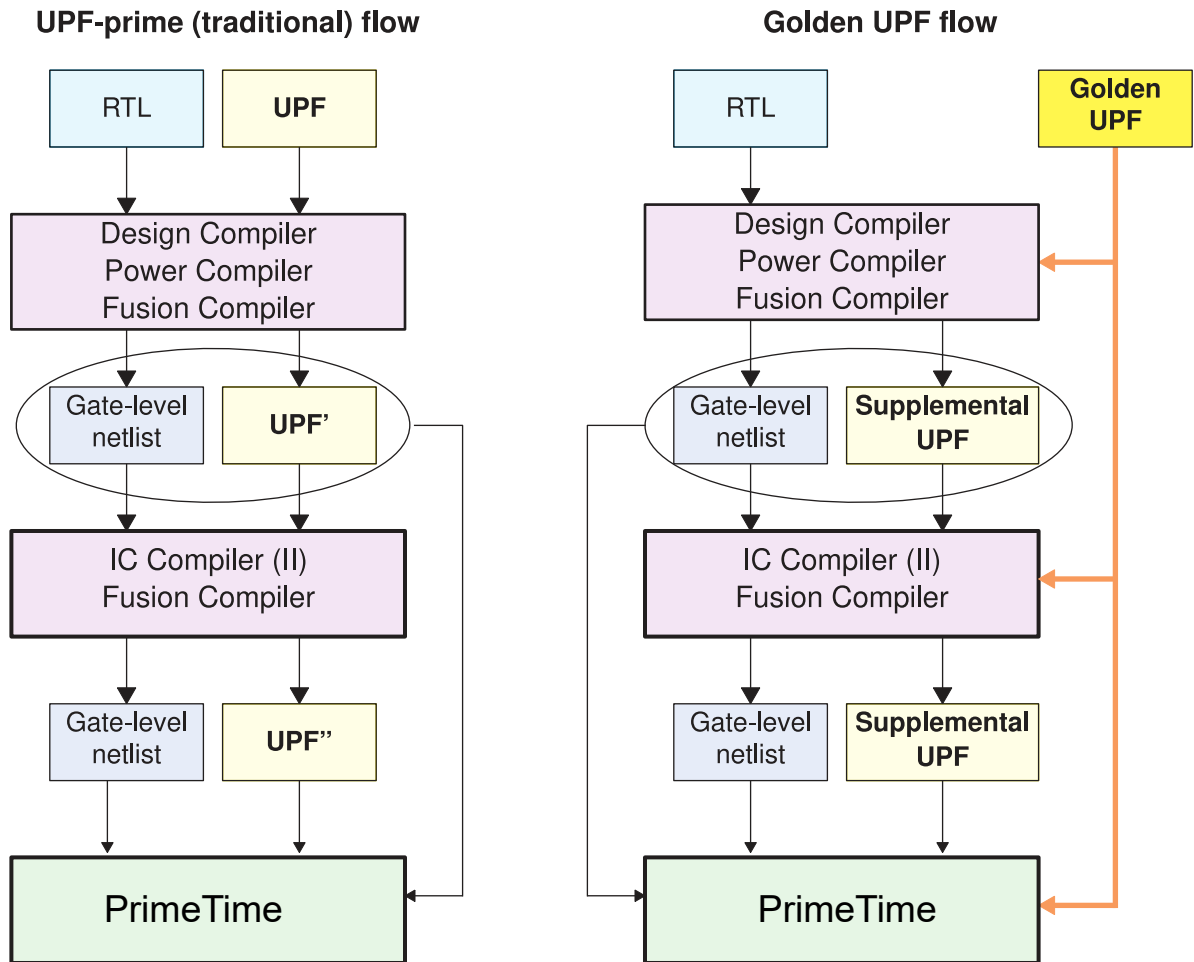 UPF-prime (traditional) flow
RTL
UPF
Design Compiler
Power Compiler
Fusion Compiler
Gate-level
netlist
UPF’
IC Compiler (II)
Fusion Compiler
Gate-level
netlist
UPF’’
PrimeTime
Golden UPF flow
RTL
Golden
UPF
Design Compiler
Power Compiler
Fusion Compiler
Gate-level
netlist
Supplemental
UPF
IC Compiler (II)
Fusion Compiler
Gate-level
netlist
Supplemental
UPF
PrimeTime